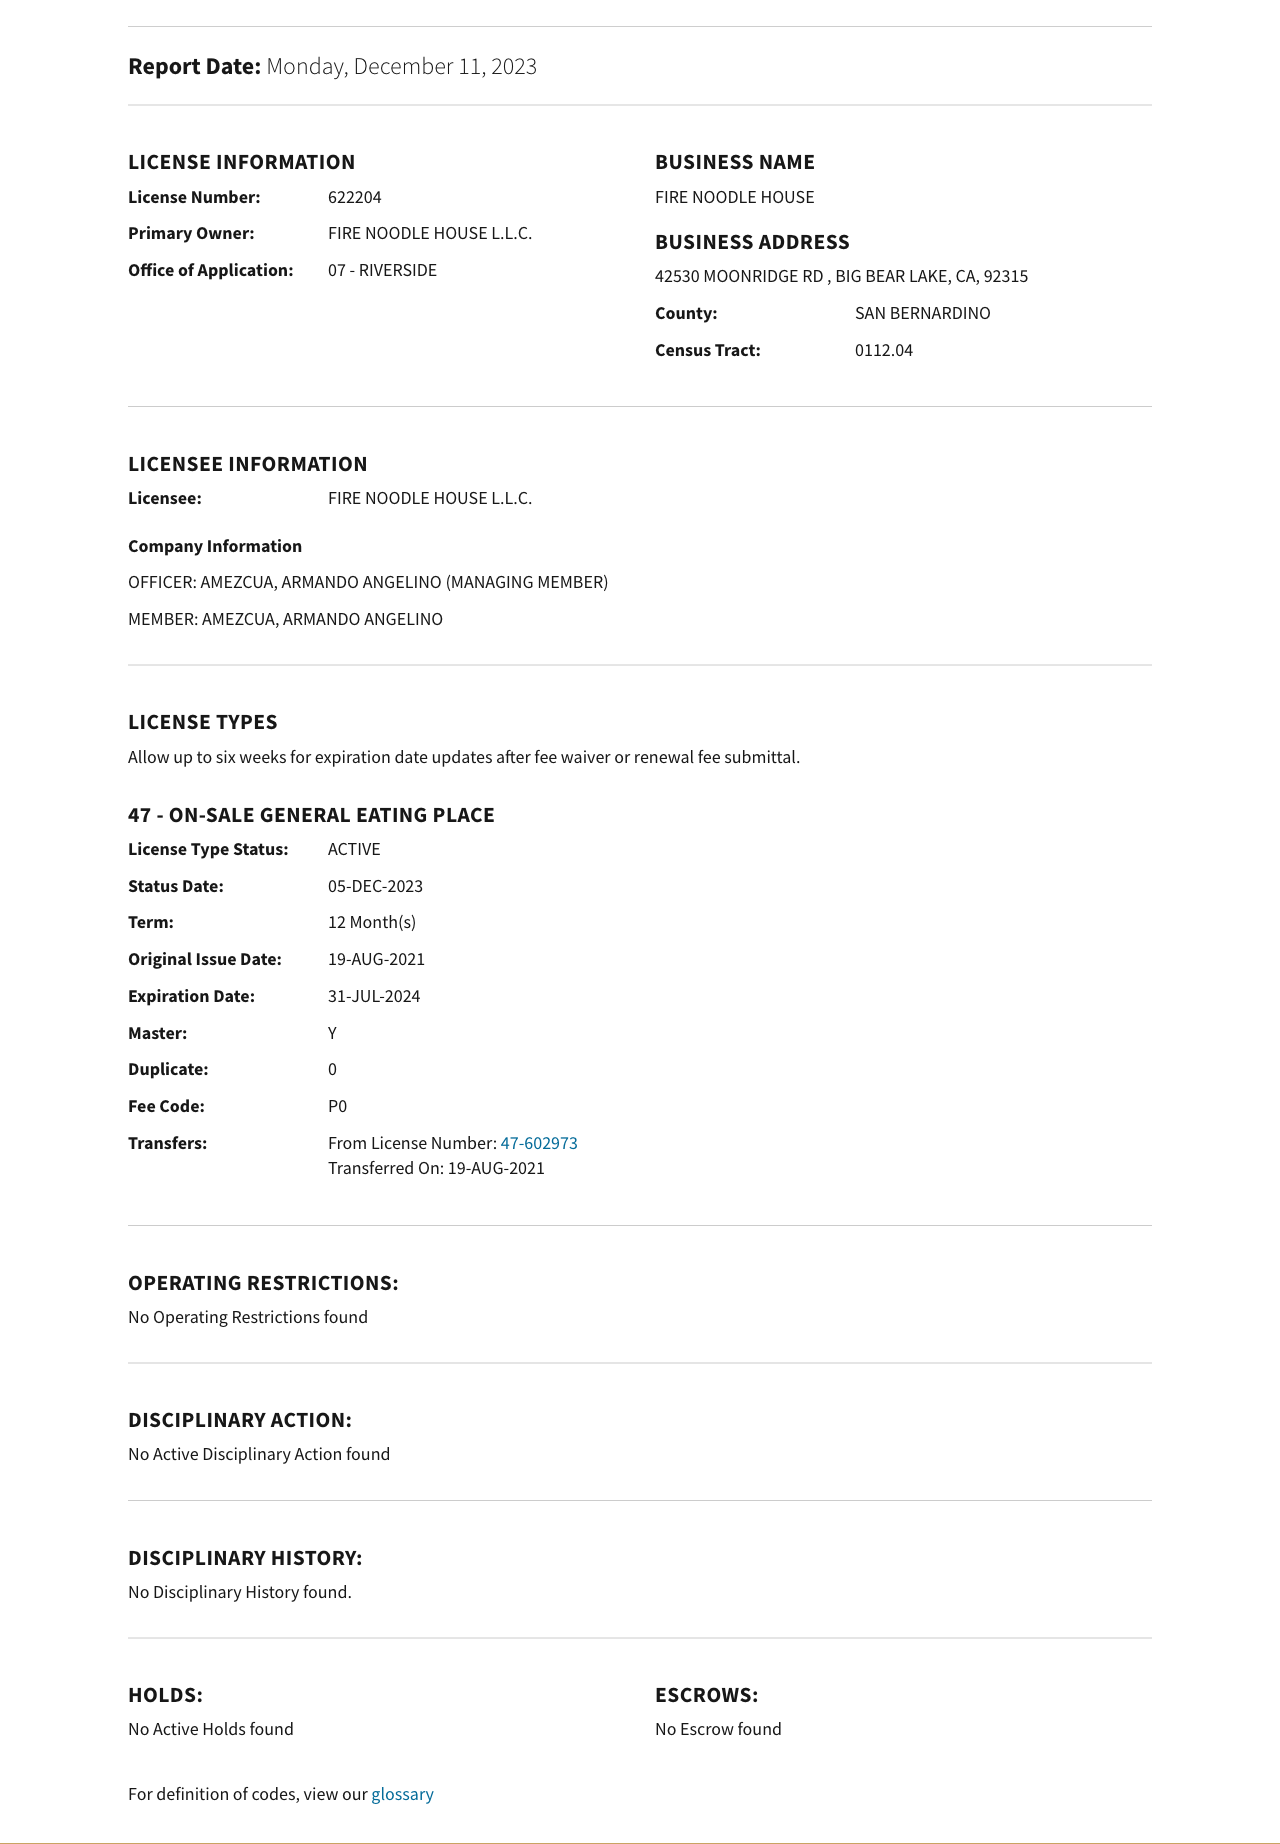 Report Date: Monday, December 11, 2023
LICENSE INFORMATION
License Number: 622204
Primary Owner: FIRE NOODLE HOUSE L.L.C.
Office of Application: 07 - RIVERSIDE
BUSINESS NAME
FIRE NOODLE HOUSE
BUSINESS ADDRESS
42530 MOONRIDGE RD , BIG BEAR LAKE, CA, 92315
County: SAN BERNARDINO
Census Tract: 0112.04
LICENSEE INFORMATION
Licensee: FIRE NOODLE HOUSE L.L.C.
Company Information
OFFICER: AMEZCUA, ARMANDO ANGELINO (MANAGING MEMBER)
MEMBER: AMEZCUA, ARMANDO ANGELINO
LICENSE TYPES
Allow up to six weeks for expiration date updates after fee waiver or renewal fee submittal.
47 - ON-SALE GENERAL EATING PLACE
License Type Status: ACTIVE
Status Date: 05-DEC-2023
Term: 12 Month(s)
Original Issue Date: 19-AUG-2021
Expiration Date: 31-JUL-2024
Master: Y
Duplicate: 0
Fee Code: P0
Transfers: From License Number: 47-602973
Transferred On: 19-AUG-2021
OPERATING RESTRICTIONS:
No Operating Restrictions found
DISCIPLINARY ACTION:
No Active Disciplinary Action found
DISCIPLINARY HISTORY:
No Disciplinary History found.
HOLDS:
No Active Holds found
ESCROWS:
No Escrow found
For definition of codes, view our glossary